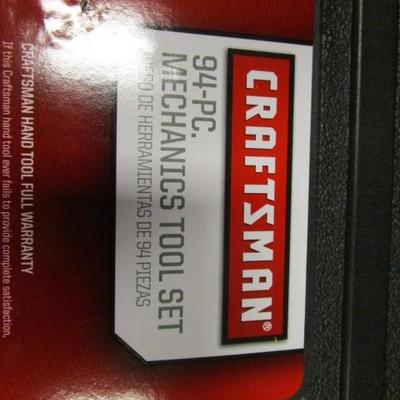 CRAFTSMAN®
94-PC.
MECHANICS TOOL SET
DE HERRAMIENTAS DE 94 PIEZAS
CRAFTSMAN HAND TOOL FULL WARRANTY
If this Craftsman hand tool ever fails to provide complete satisfaction,